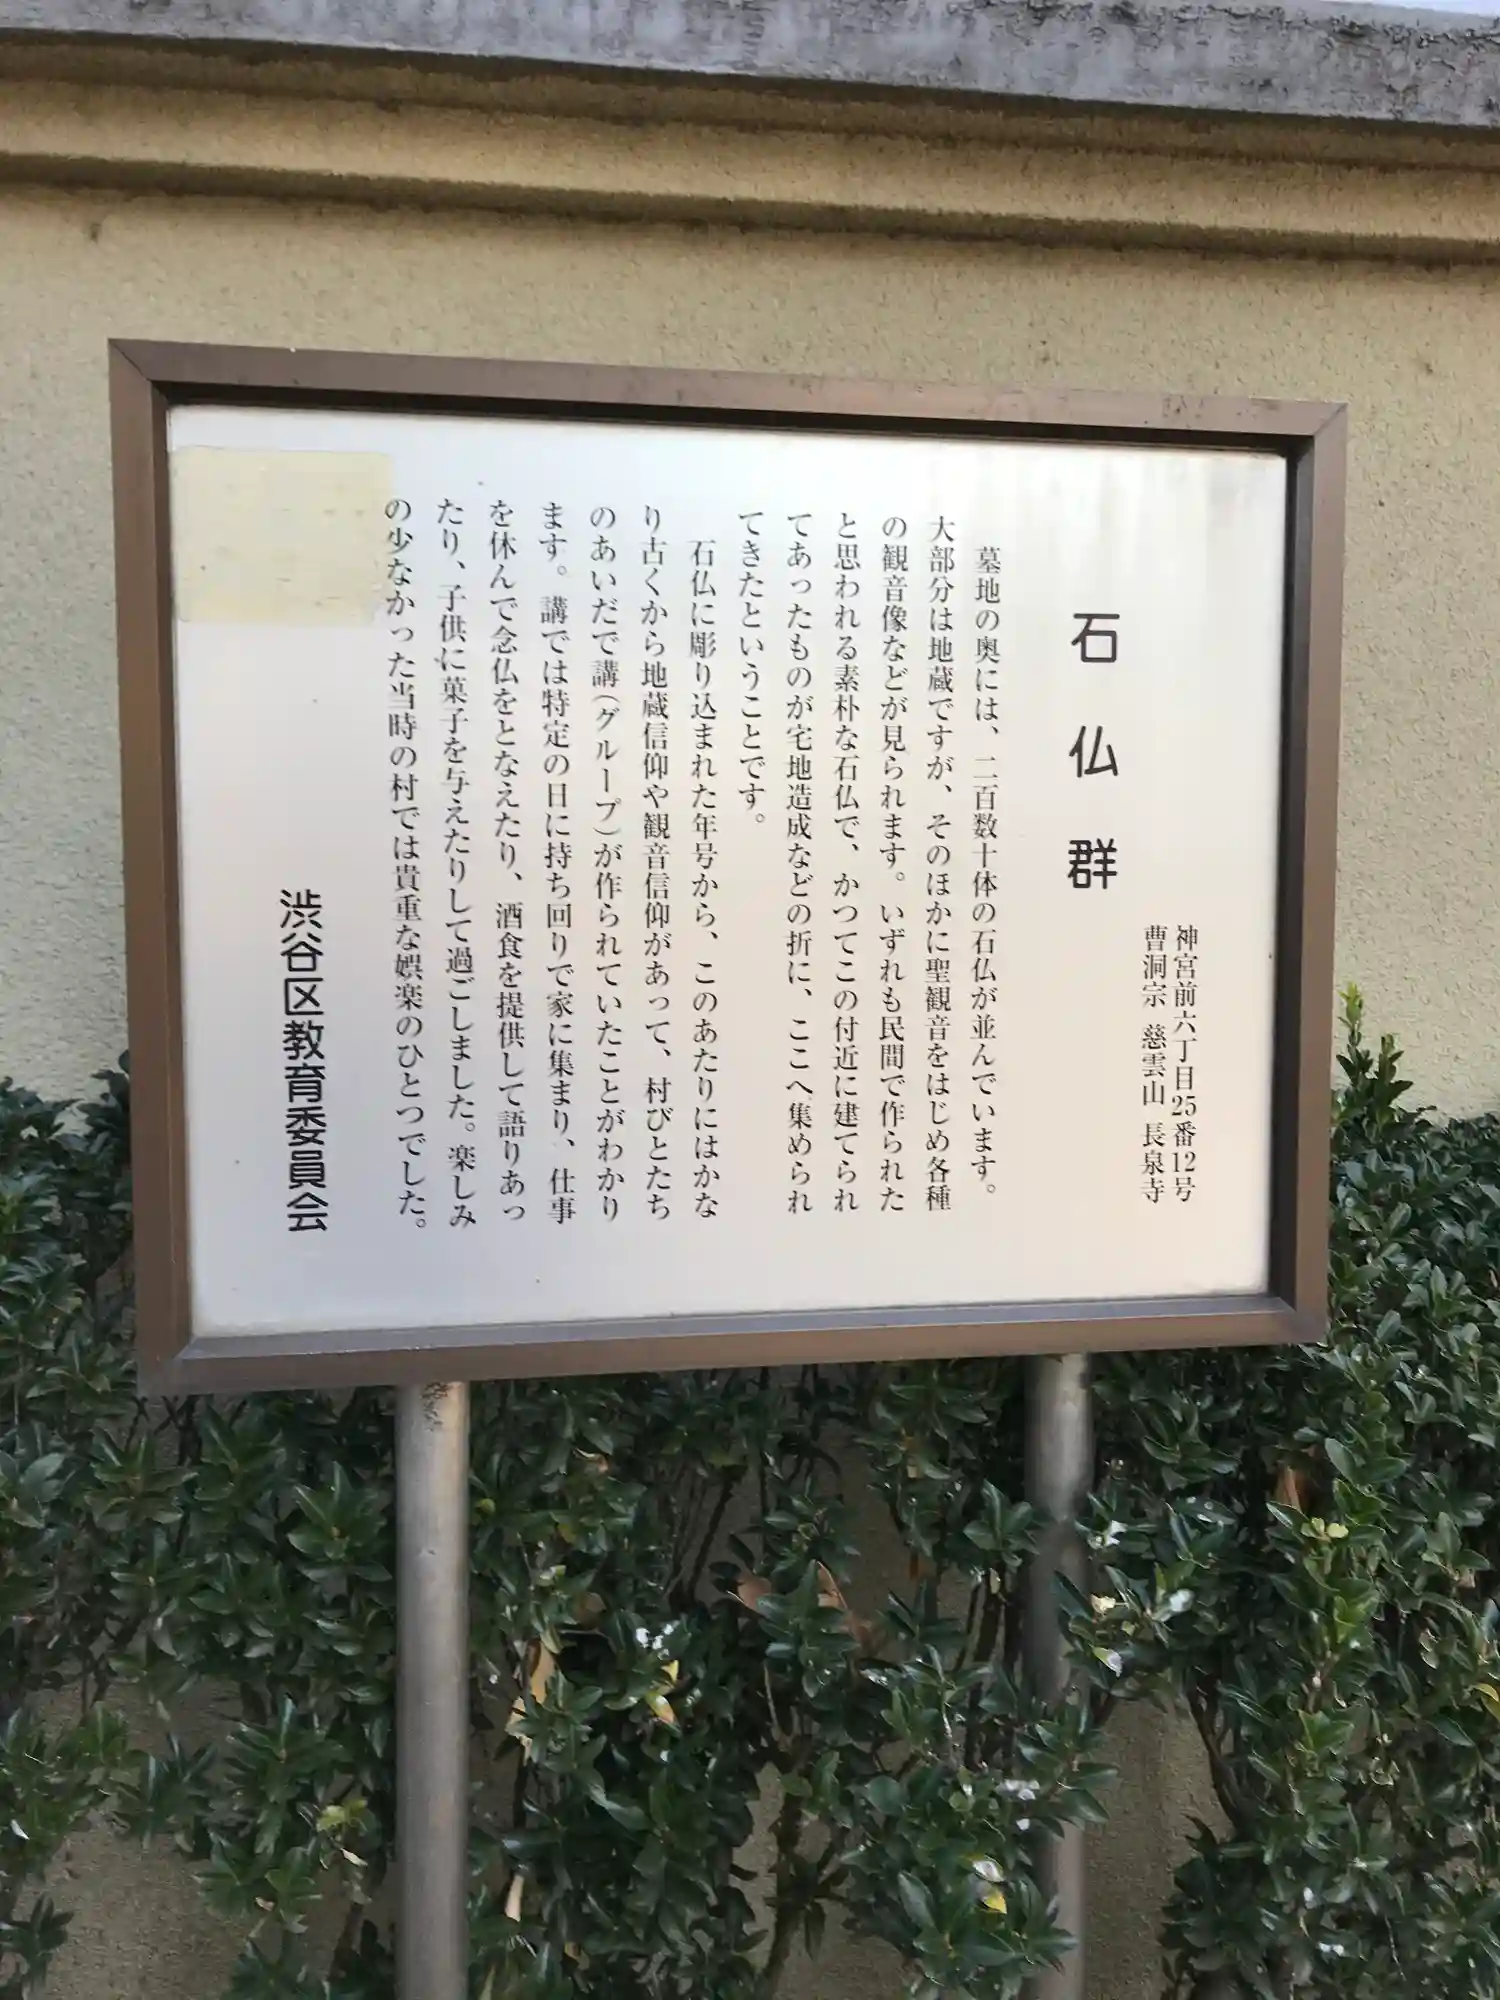 神宮前六丁目25番12号
曹洞宗 慈雲山 長泉寺
石仏群
墓地の奥には、二百数十体の石仏が並んでいます。
大部分は地蔵ですが、そのほかに聖観音をはじめ各種
の観音像などが見られます。いずれも民間で作られた
と思われる素朴な石仏で、かつてこの付近に建てられ
てあったものが宅地造成などの折に、ここへ集められ
てきたということです。
石仏に彫り込まれた年号から、このあたりにはかな
り古くから地蔵信仰や観音信仰があって、村びとたち
のあいだで講(グループ)が作られていたことがわかり
ます。講では特定の日に持ち回りで家に集まり、仕事
を休んで念仏をとなえたり、酒食を提供して語りあっ
たり、子供に菓子を与えたりして過ごしました。楽しみ
の少なかった当時の村では貴重な娯楽のひとつでした。
渋谷区教育委員会